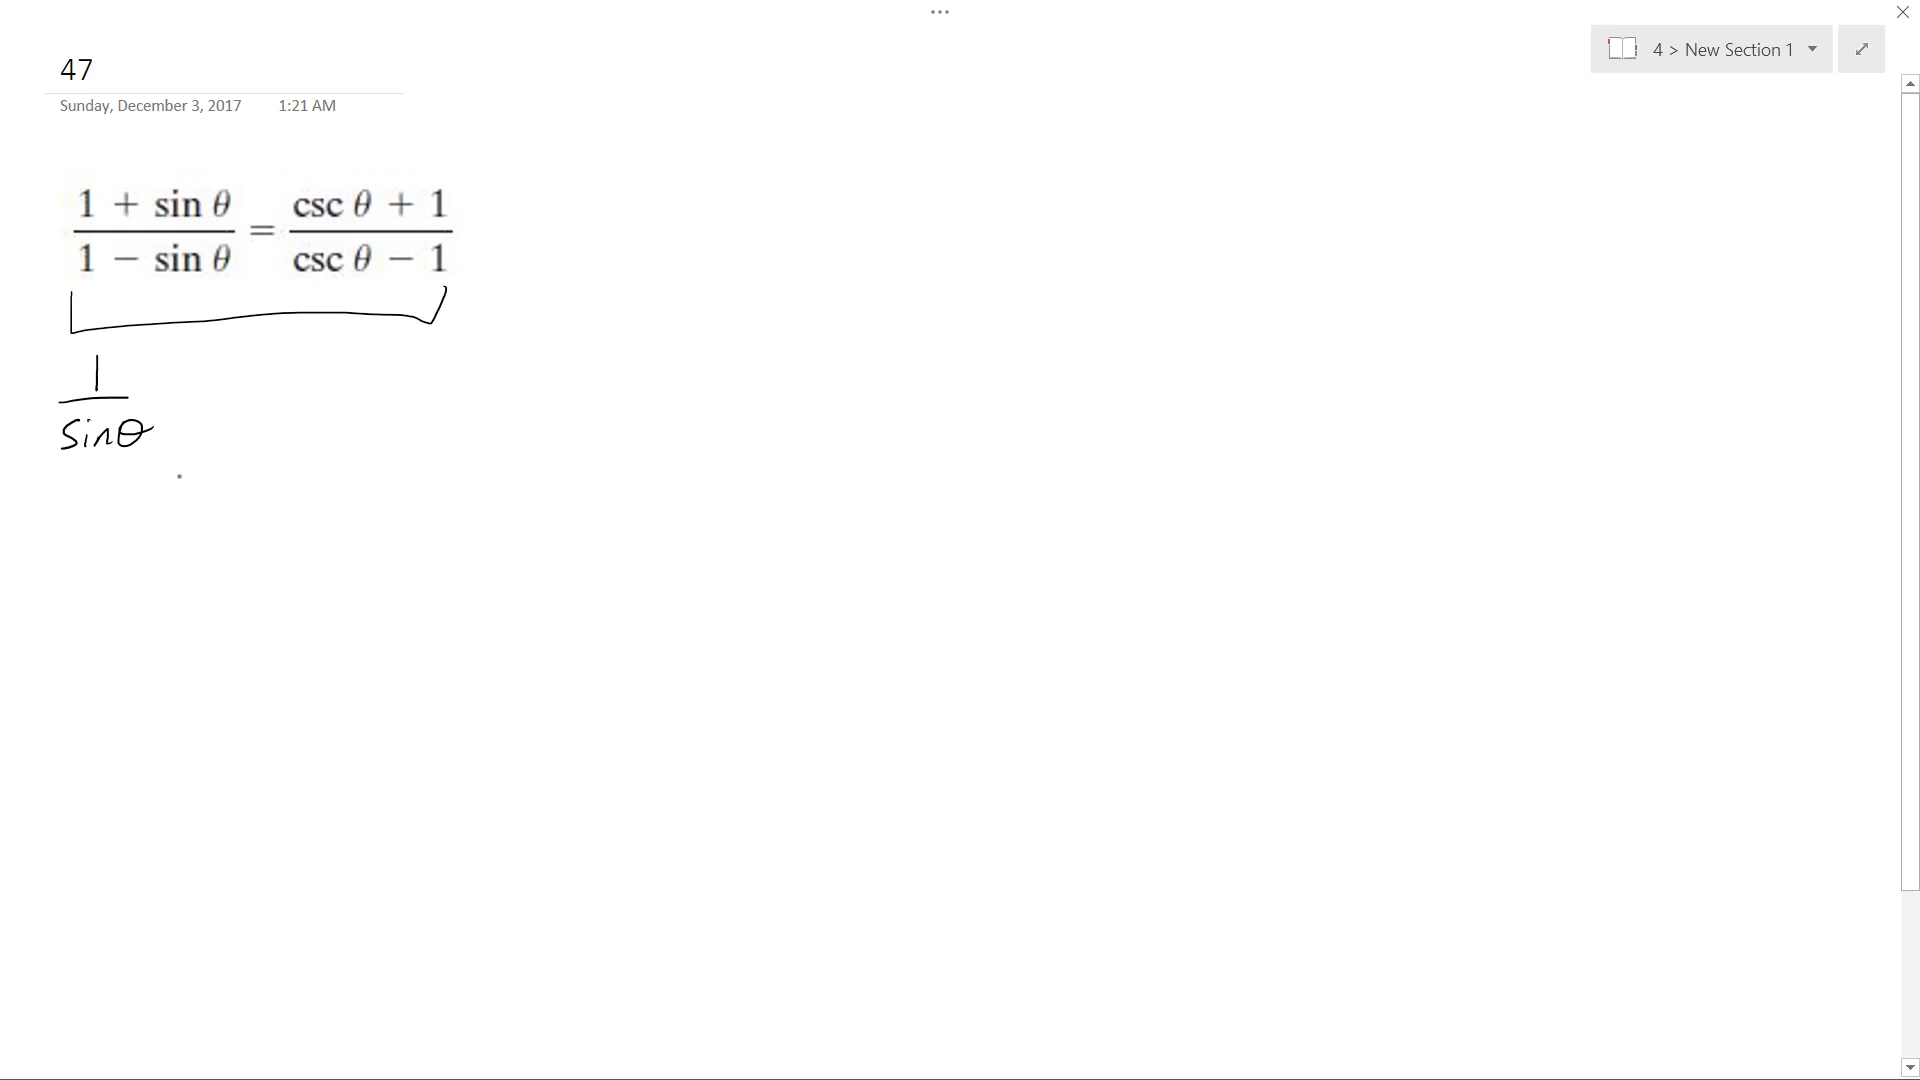 ...
4 > New Section 1
47
Sunday, December 3, 2017 1:21 AM
1 + sin θ / 1 − sin θ = csc θ + 1 / csc θ − 1
1
sinθ